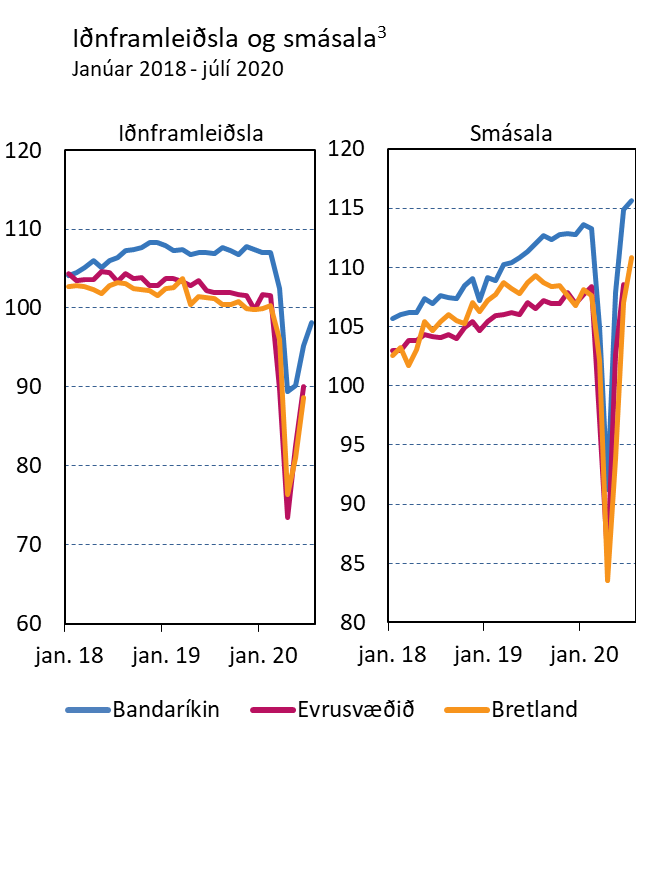 Iðnframleiðsla og smásala³
Janúar 2018 - júlí 2020
Iðnframleiðsla
120
110
100
90
80
70
60
jan. 18 jan. 19 jan. 20
Smásala
120
115
110
105
100
95
90
85
80
jan. 18 jan. 19 jan. 20
Bandaríkin Evrusvæðið Bretland